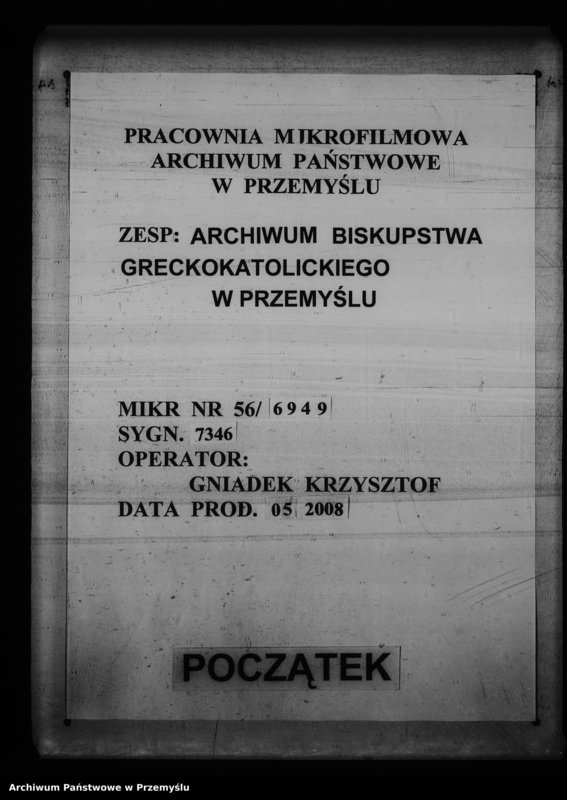 PRACOWNIA MIKROFILMOWA
ARCHIWUM PAŃSTWOWE
W PRZEMYŚLU
ZESP: ARCHIWUM BISKUPSTWA
GRECKOKATOLICKIEGO
W PRZEMYŚLU
MIKR NR 56/ 6949
SYGN. 7346
OPERATOR:
GNIADEK KRZYSZTOF
DATA PROD. 05 2008
POCZĄTEK
Archiwum Państwowe w Przemyślu